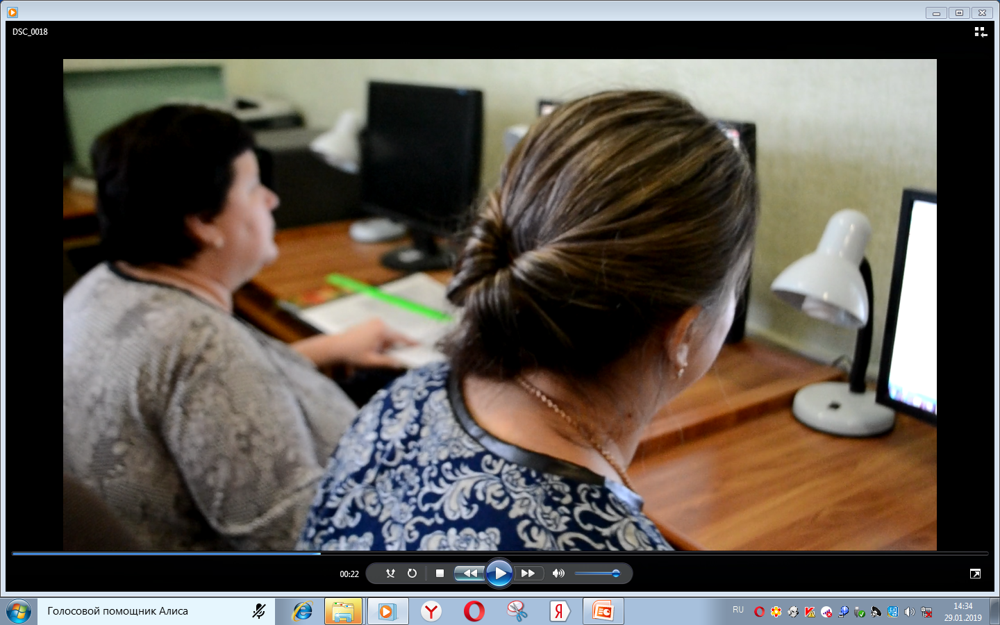 DSC_0018
00:22
Голосовой помощник Алиса
RU
14:34
29.01.2019